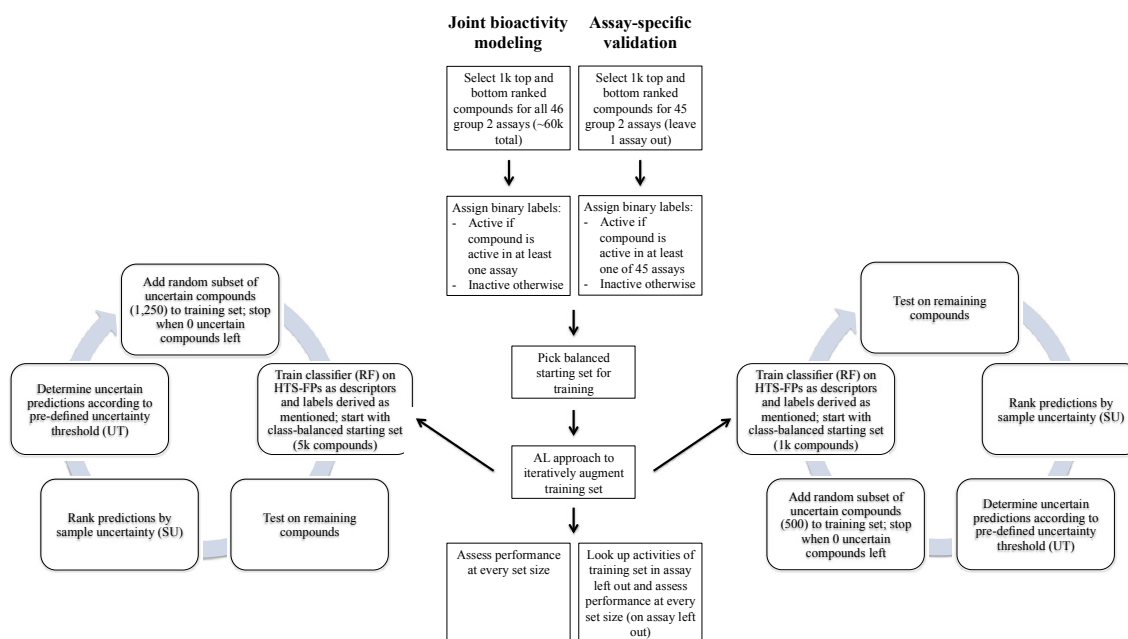 Joint bioactivity
modeling
Assay-specific
validation
Select 1k top and
bottom ranked
compounds for all 46
group 2 assays (~60k
total)
Select 1k top and
bottom ranked
compounds for 45
group 2 assays (leave
1 assay out)
Assign binary labels:
- Active if
compound is
active in at least
one assay
- Inactive otherwise
Assign binary labels:
- Active if
compound is
active in at least
one of 45 assays
- Inactive otherwise
Pick balanced
starting set for
training
AL approach to
iteratively augment
training set
Assess performance
at every set size
Look up activities of
training set in assay
left out and assess
performance at every
set size (on assay left
out)
Add random subset of
uncertain compounds
(1,250) to training set; stop
when 0 uncertain
compounds left
Train classifier (RF) on
HTS-FPs as descriptors
and labels derived as
mentioned; start with
class-balanced starting set
(5k compounds)
Test on remaining
compounds
Rank predictions by
sample uncertainty (SU)
Determine uncertain
predictions according to
pre-defined uncertainty
threshold (UT)
Test on remaining
compounds
Rank predictions by
sample uncertainty (SU)
Determine uncertain
predictions according to
pre-defined uncertainty
threshold (UT)
Add random subset of
uncertain compounds
(500) to training set; stop
when 0 uncertain
compounds left
Train classifier (RF) on
HTS-FPs as descriptors
and labels derived as
mentioned; start with
class-balanced starting set
(1k compounds)